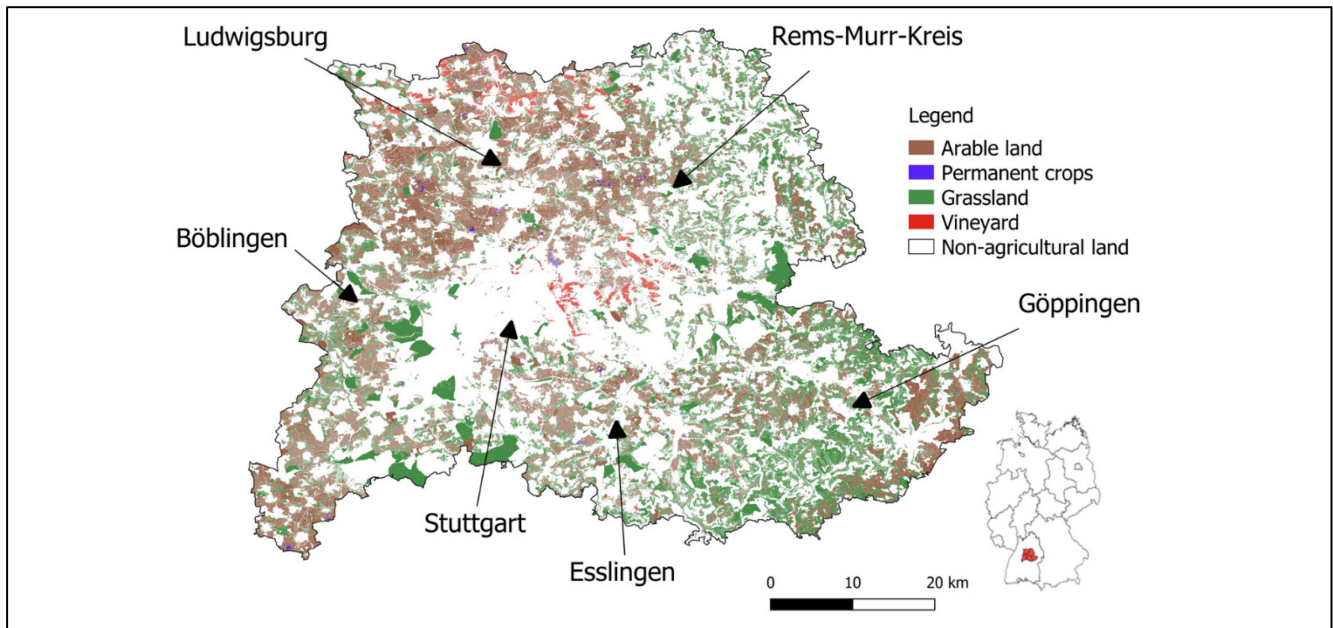 Ludwigsburg
Rems-Murr-Kreis
Legend
Arable land
Permanent crops
Grassland
Vineyard
Non-agricultural land
Böblingen
Göppingen
Stuttgart
Esslingen
0 10 20 km